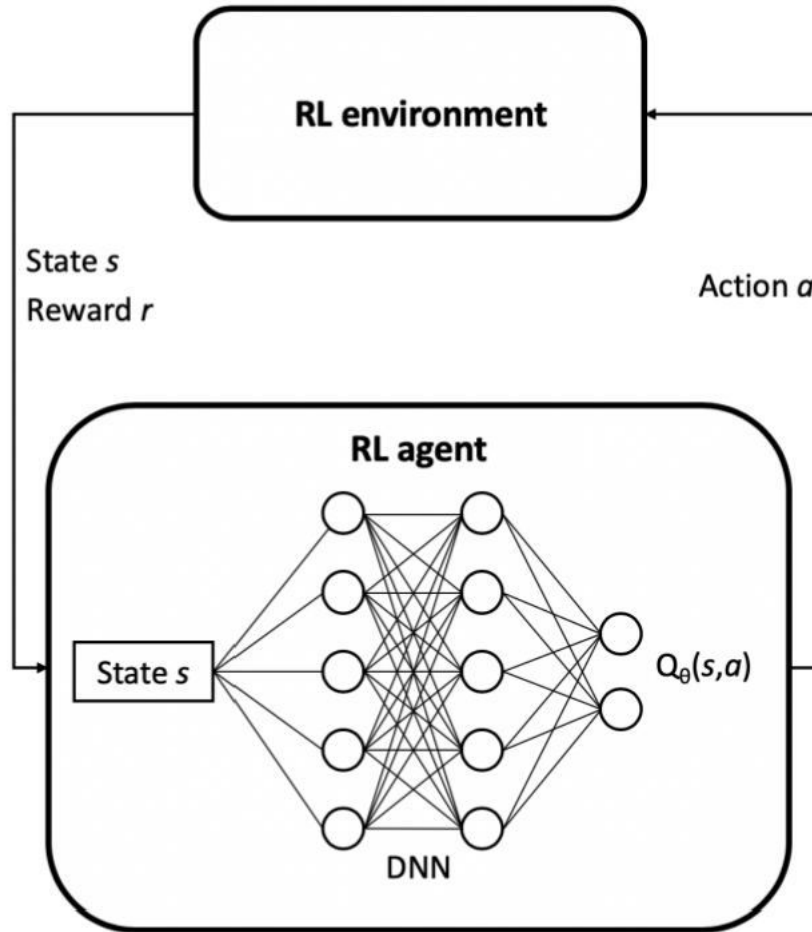 RL environment
State s
Reward r
Action a
RL agent
State s
Qθ(s,a)
DNN